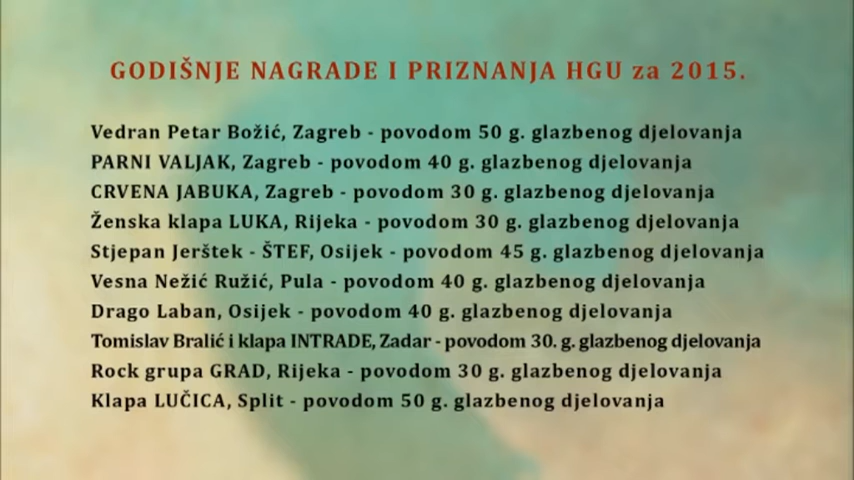 GODIŠNJE NAGRADE I PRIZNANJA HGU za 2015.
Vedran Petar Božić, Zagreb - povodom 50 g. glazbenog djelovanja
PARNI VALJAK, Zagreb - povodom 40 g. glazbenog djelovanja
CRVENA JABUKA, Zagreb - povodom 30 g. glazbenog djelovanja
Ženska klapa LUKA, Rijeka - povodom 30 g. glazbenog djelovanja
Stjepan Jerštek - ŠTEF, Osijek - povodom 45 g. glazbenog djelovanja
Vesna Nežić Ružić, Pula - povodom 40 g. glazbenog djelovanja
Drago Laban, Osijek - povodom 40 g. glazbenog djelovanja
Tomislav Bralić i klapa INTRADE, Zadar - povodom 30. g. glazbenog djelovanja
Rock grupa GRAD, Rijeka - povodom 30 g. glazbenog djelovanja
Klapa LUČICA, Split - povodom 50 g. glazbenog djelovanja